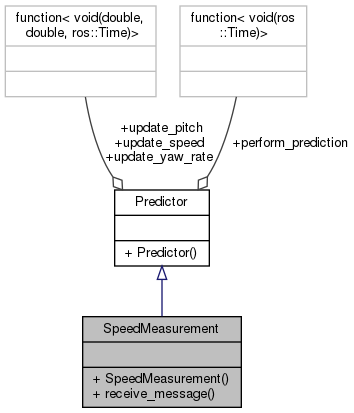 function< void(double,
double, ros::Time)>
function< void(ros
::Time)>
+update_pitch
+update_speed
+update_yaw_rate
+perform_prediction
Predictor
+ Predictor()
SpeedMeasurement
+ SpeedMeasurement()
+ receive_message()